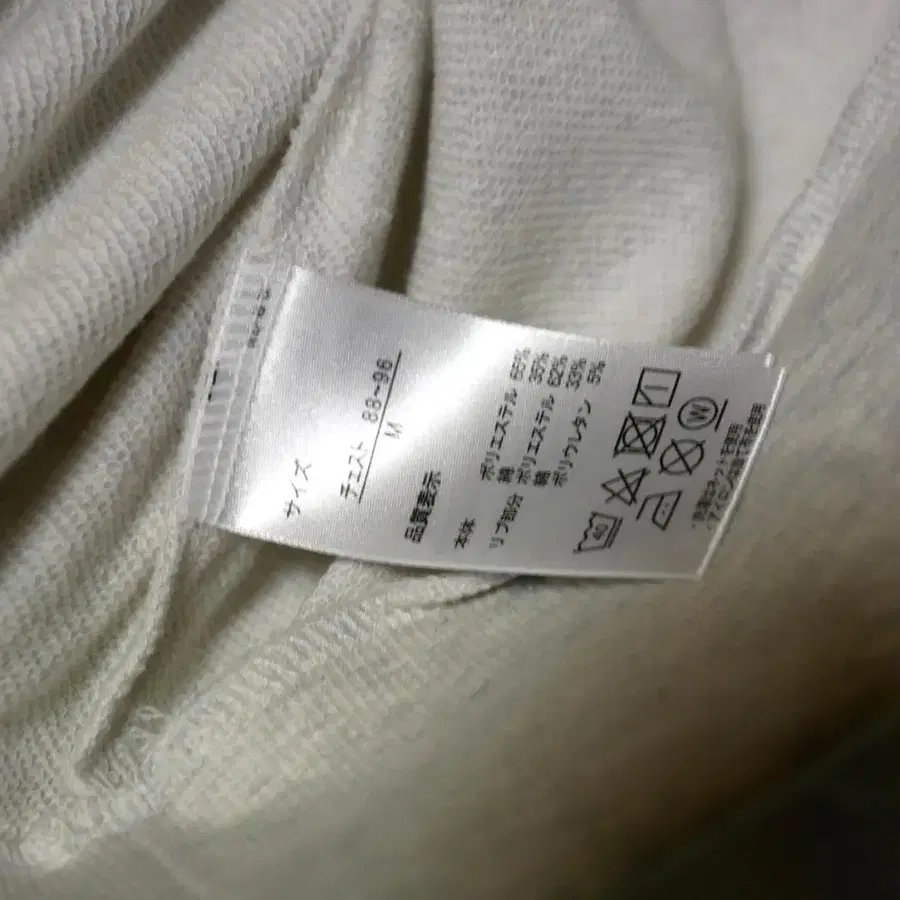 サイズ
チェスト 88~96
M
品質表示
本体 ポリエステル 65%
綿 35%
リブ部分 ポリエステル 62%
綿 33%
ポリウレタン 5%
40
W